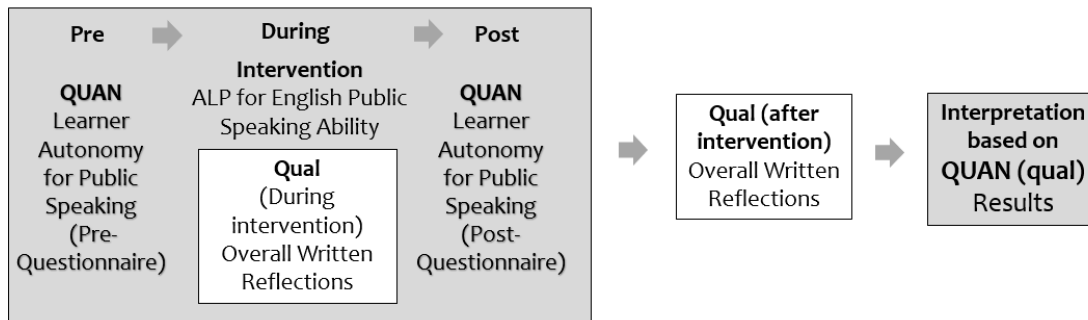 Pre
QUAN
Learner
Autonomy
for Public
Speaking
(Pre-
Questionnaire)
During
Intervention
ALP for English Public
Speaking Ability
Qual
(During
intervention)
Overall Written
Reflections
Post
QUAN
Learner
Autonomy
for Public
Speaking
(Post-
Questionnaire)
Qual (after
intervention)
Overall Written
Reflections
Interpretation
based on
QUAN (qual)
Results